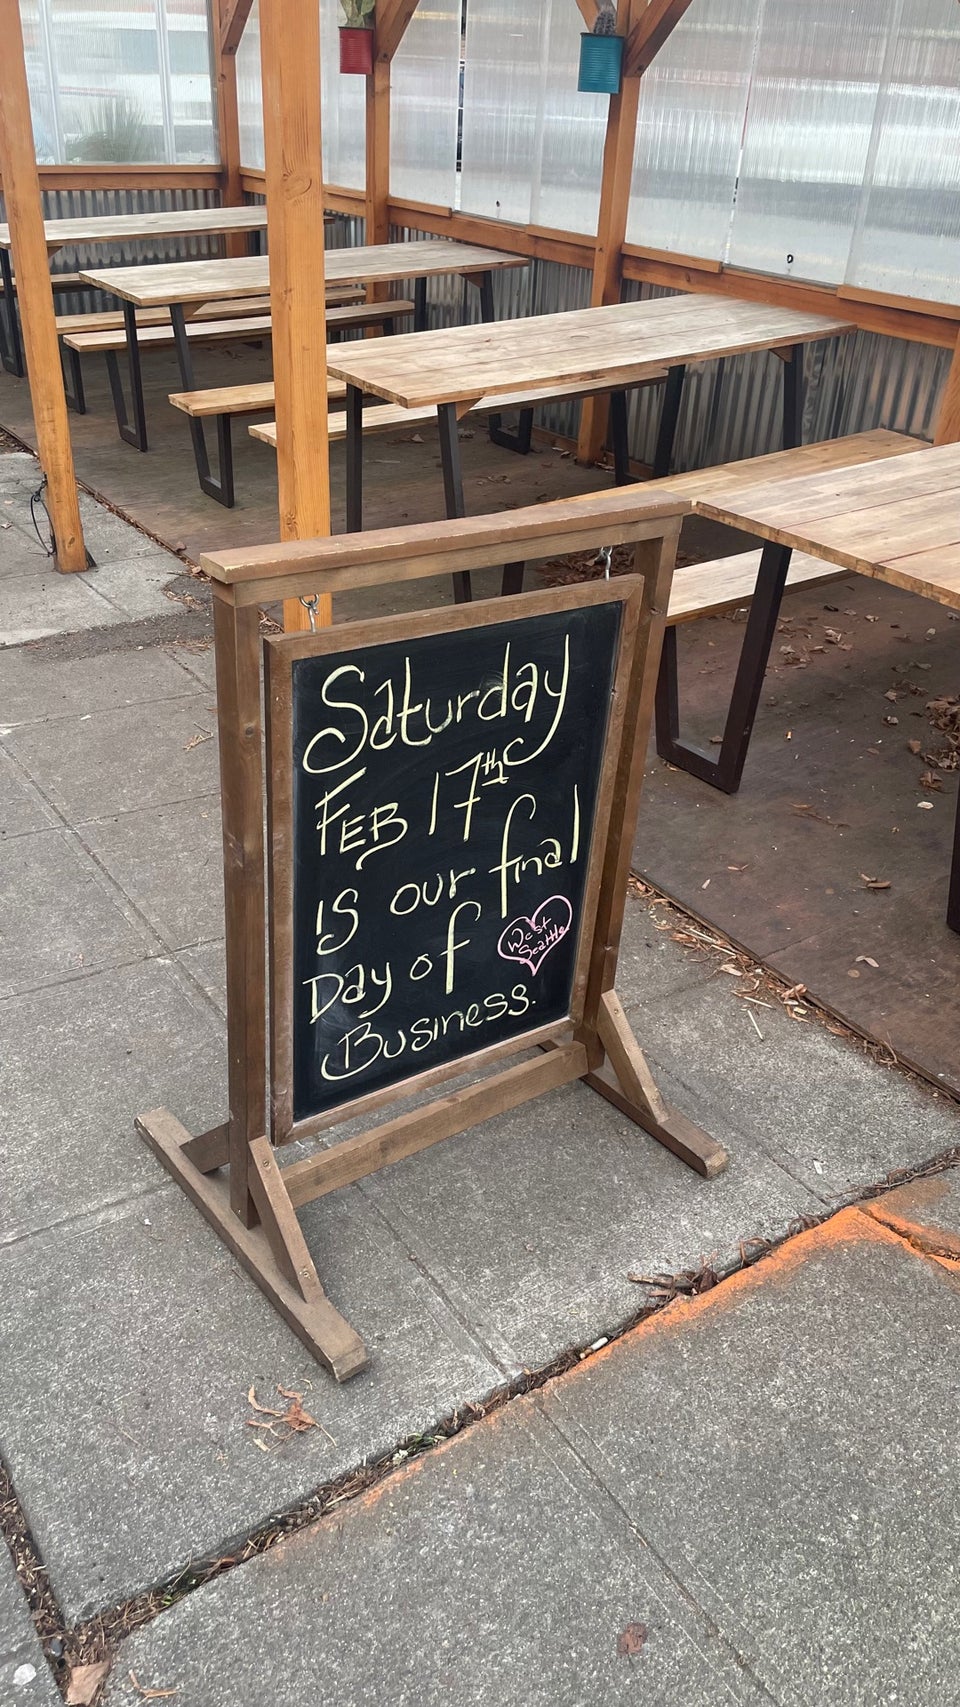 Saturday
FEB 17th
IS our final
Day of
West
Seattle
Business.